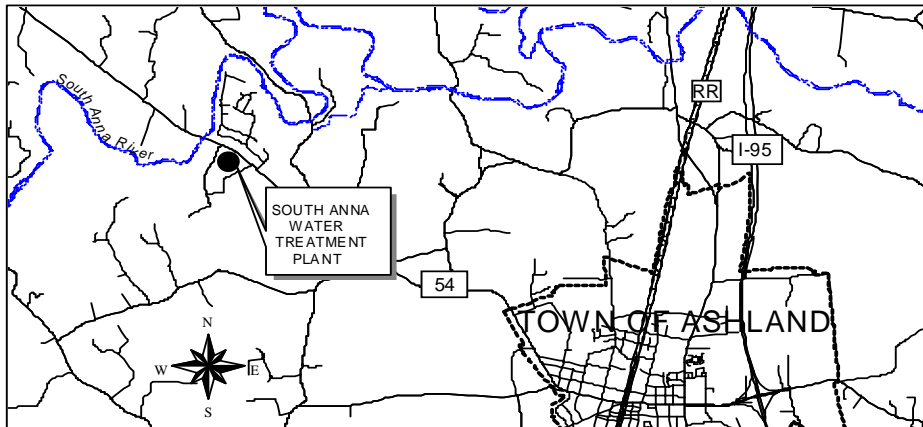 South Anna River
RR
I-95
SOUTH ANNA
WATER
TREATMENT
PLANT
54
TOWN OF ASHLAND
N
W
E
S